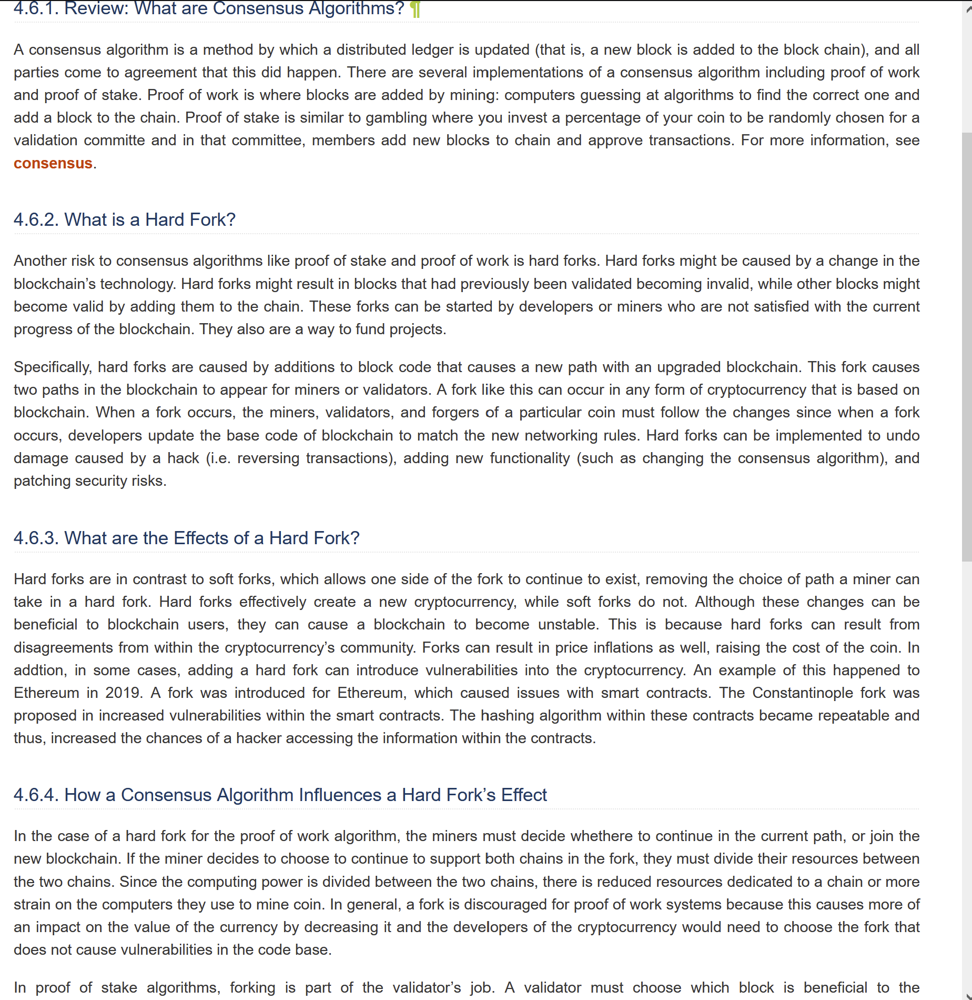 4.6.1. Review: What are Consensus Algorithms? ¶
A consensus algorithm is a method by which a distributed ledger is updated (that is, a new block is added to the block chain), and all
parties come to agreement that this did happen. There are several implementations of a consensus algorithm including proof of work
and proof of stake. Proof of work is where blocks are added by mining: computers guessing at algorithms to find the correct one and
add a block to the chain. Proof of stake is similar to gambling where you invest a percentage of your coin to be randomly chosen for a
validation committe and in that committee, members add new blocks to chain and approve transactions. For more information, see
consensus.
4.6.2. What is a Hard Fork?
Another risk to consensus algorithms like proof of stake and proof of work is hard forks. Hard forks might be caused by a change in the
blockchain’s technology. Hard forks might result in blocks that had previously been validated becoming invalid, while other blocks might
become valid by adding them to the chain. These forks can be started by developers or miners who are not satisfied with the current
progress of the blockchain. They also are a way to fund projects.
Specifically, hard forks are caused by additions to block code that causes a new path with an upgraded blockchain. This fork causes
two paths in the blockchain to appear for miners or validators. A fork like this can occur in any form of cryptocurrency that is based on
blockchain. When a fork occurs, the miners, validators, and forgers of a particular coin must follow the changes since when a fork
occurs, developers update the base code of blockchain to match the new networking rules. Hard forks can be implemented to undo
damage caused by a hack (i.e. reversing transactions), adding new functionality (such as changing the consensus algorithm), and
patching security risks.
4.6.3. What are the Effects of a Hard Fork?
Hard forks are in contrast to soft forks, which allows one side of the fork to continue to exist, removing the choice of path a miner can
take in a hard fork. Hard forks effectively create a new cryptocurrency, while soft forks do not. Although these changes can be
beneficial to blockchain users, they can cause a blockchain to become unstable. This is because hard forks can result from
disagreements from within the cryptocurrency’s community. Forks can result in price inflations as well, raising the cost of the coin. In
addtion, in some cases, adding a hard fork can introduce vulnerabilities into the cryptocurrency. An example of this happened to
Ethereum in 2019. A fork was introduced for Ethereum, which caused issues with smart contracts. The Constantinople fork was
proposed in increased vulnerabilities within the smart contracts. The hashing algorithm within these contracts became repeatable and
thus, increased the chances of a hacker accessing the information within the contracts.
4.6.4. How a Consensus Algorithm Influences a Hard Fork’s Effect
In the case of a hard fork for the proof of work algorithm, the miners must decide whethere to continue in the current path, or join the
new blockchain. If the miner decides to choose to continue to support both chains in the fork, they must divide their resources between
the two chains. Since the computing power is divided between the two chains, there is reduced resources dedicated to a chain or more
strain on the computers they use to mine coin. In general, a fork is discouraged for proof of work systems because this causes more of
an impact on the value of the currency by decreasing it and the developers of the cryptocurrency would need to choose the fork that
does not cause vulnerabilities in the code base.
In proof of stake algorithms, forking is part of the validator’s job. A validator must choose which block is beneficial to the